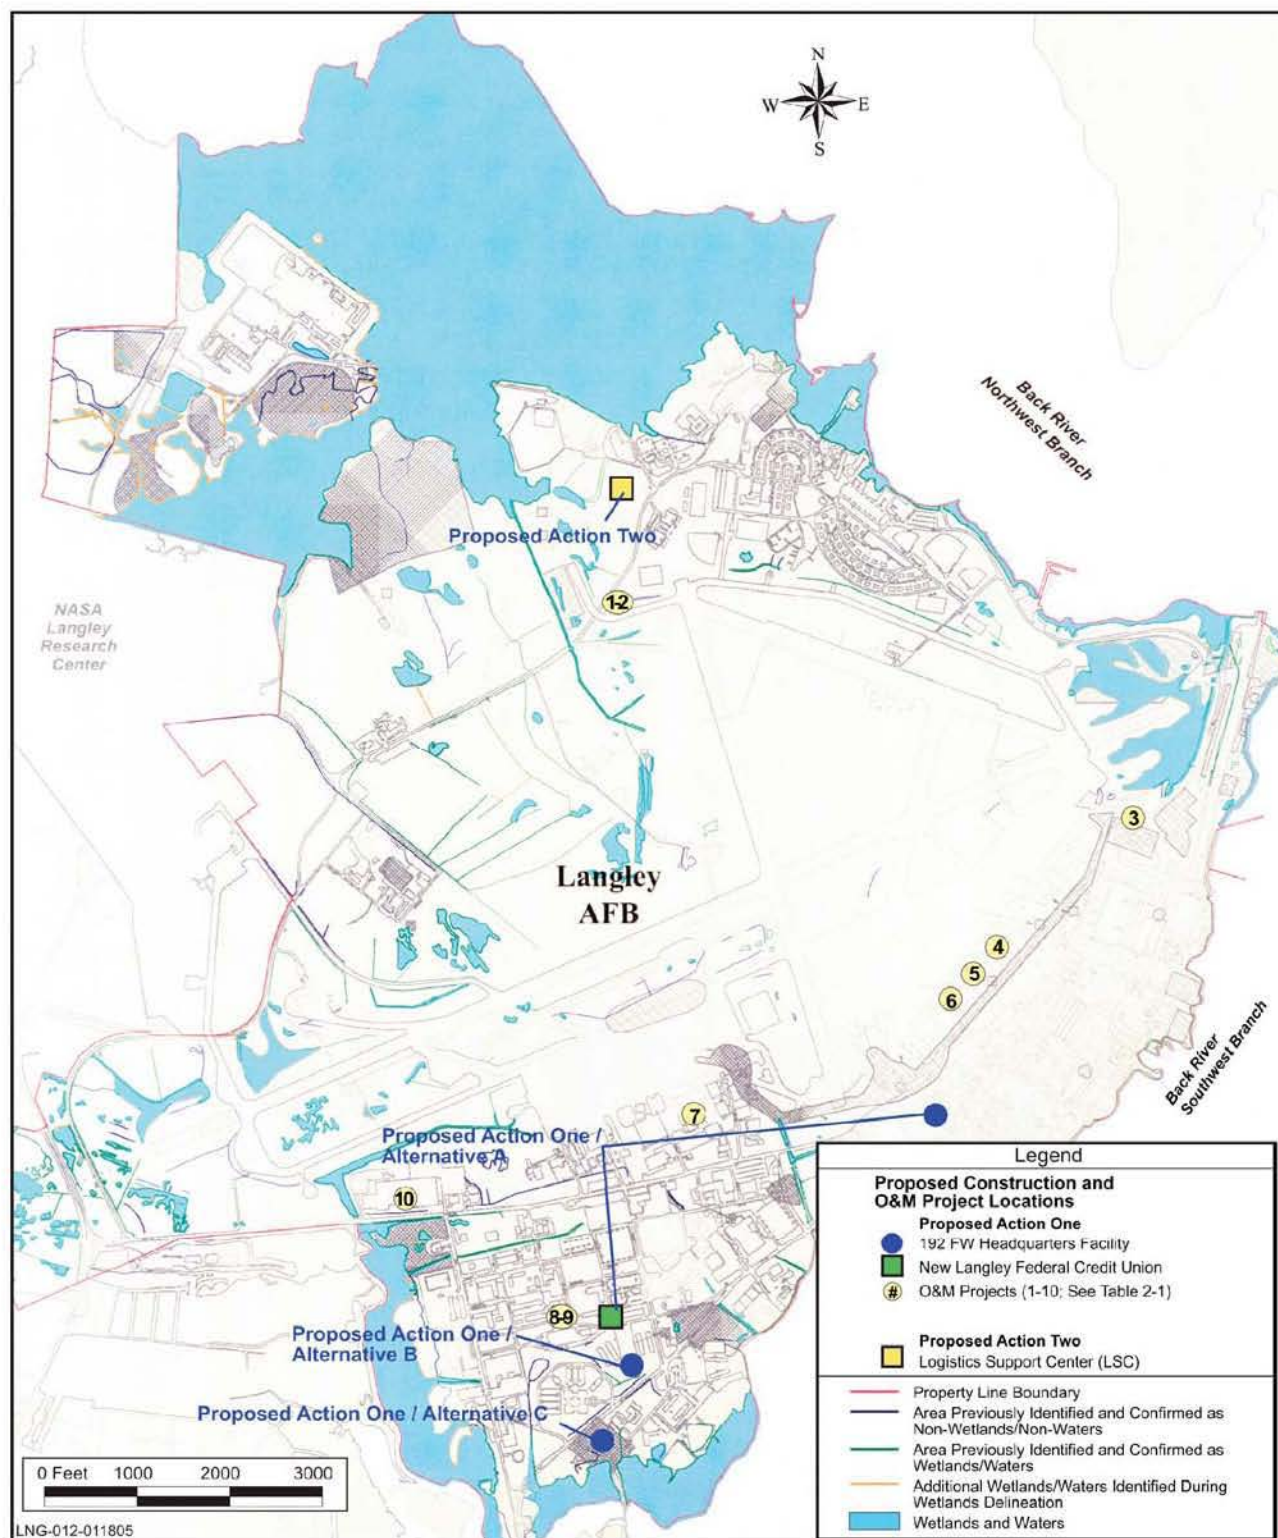 N
W E
S
Back River
Northwest Branch
Proposed Action Two
NASA
Langley
Research
Center
1-2
3
Langley
AFB
4
5
6
Back River
Southwest Branch
7
Proposed Action One /
Alternative A
10
8-9
Proposed Action One /
Alternative B
Proposed Action One / Alternative C
Legend
Proposed Construction and
O&M Project Locations
Proposed Action One
192 FW Headquarters Facility
New Langley Federal Credit Union
# O&M Projects (1-10; See Table 2-1)
Proposed Action Two
Logistics Support Center (LSC)
Property Line Boundary
Area Previously Identified and Confirmed as
Non-Wetlands/Non-Waters
Area Previously Identified and Confirmed as
Wetlands/Waters
Additional Wetlands/Waters Identified During
Wetlands Delineation
Wetlands and Waters
0 Feet 1000 2000 3000
LNG-012-011805